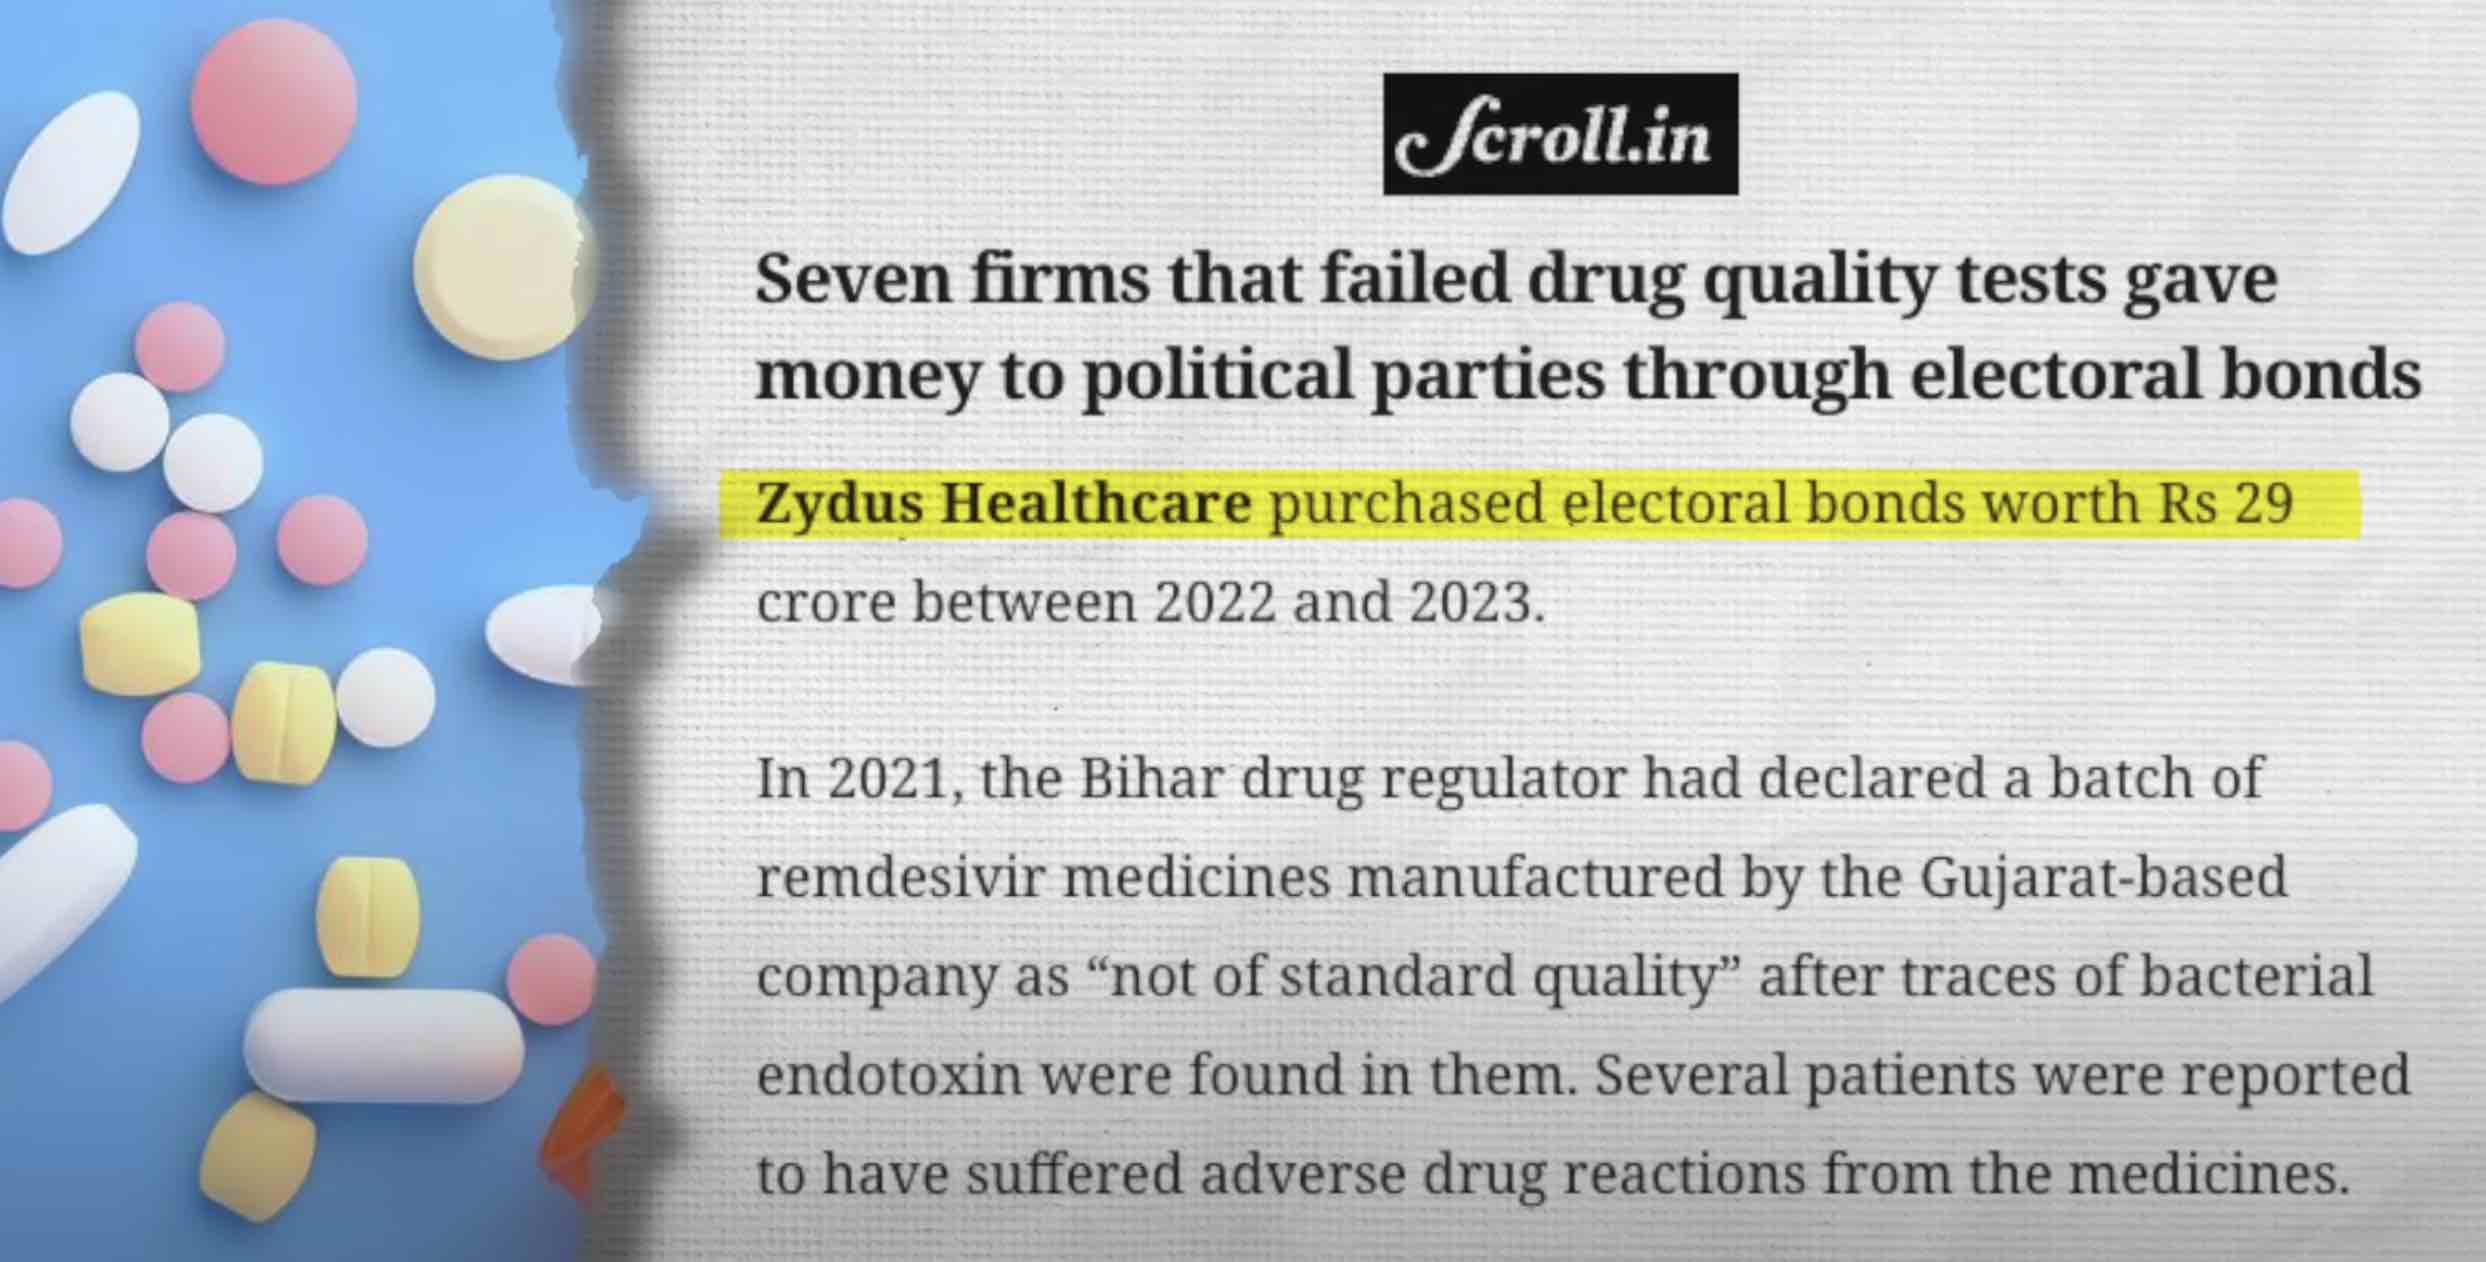 Scroll.in
Seven firms that failed drug quality tests gave
money to political parties through electoral bonds
Zydus Healthcare purchased electoral bonds worth Rs 29
crore between 2022 and 2023.
In 2021, the Bihar drug regulator had declared a batch of
remdesivir medicines manufactured by the Gujarat-based
company as “not of standard quality” after traces of bacterial
endotoxin were found in them. Several patients were reported
to have suffered adverse drug reactions from the medicines.